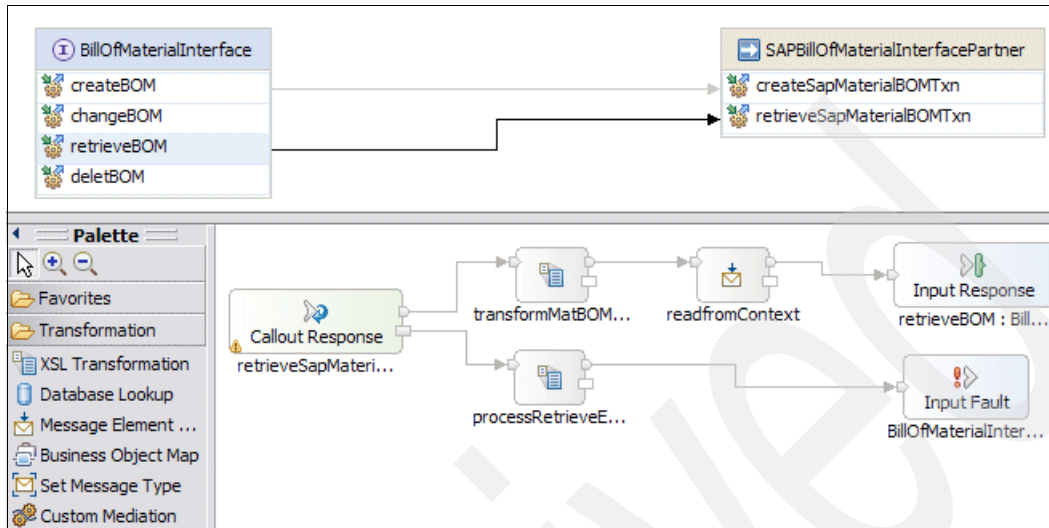 BillOfMaterialInterface
createBOM
changeBOM
retrieveBOM
deletBOM
SAPBillOfMaterialInterfacePartner
createSapMaterialBOMTxn
retrieveSapMaterialBOMTxn
Palette
Favorites
Transformation
XSL Transformation
Database Lookup
Message Element ...
Business Object Map
Set Message Type
Custom Mediation
Callout Response
retrieveSapMateri...
transformMatBOM...
readfromContext
Input Response
retrieveBOM : Bill...
processRetrieveE...
Input Fault
BillOfMaterialInter...